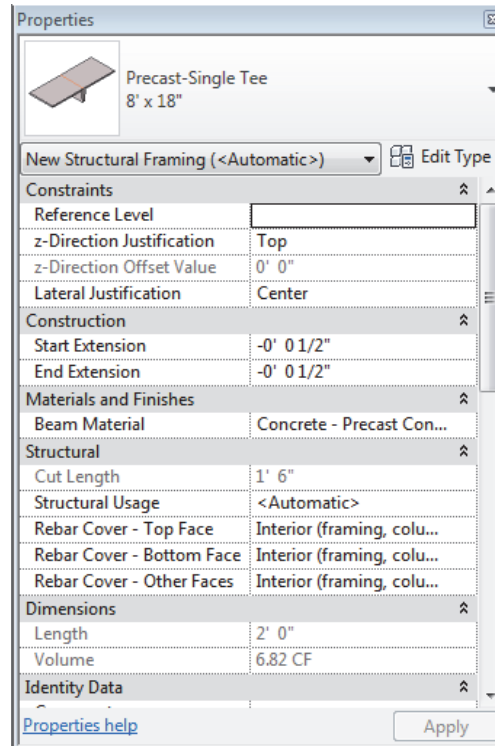 Properties
Precast-Single Tee
8' x 18"
New Structural Framing (<Automatic>)
Edit Type
Constraints
Reference Level
z-Direction Justification Top
z-Direction Offset Value 0' 0"
Lateral Justification Center
Construction
Start Extension -0' 0 1/2"
End Extension -0' 0 1/2"
Materials and Finishes
Beam Material Concrete - Precast Con...
Structural
Cut Length 1' 6"
Structural Usage <Automatic>
Rebar Cover - Top Face Interior (framing, colu...
Rebar Cover - Bottom Face Interior (framing, colu...
Rebar Cover - Other Faces Interior (framing, colu...
Dimensions
Length 2' 0"
Volume 6.82 CF
Identity Data
Properties help
Apply